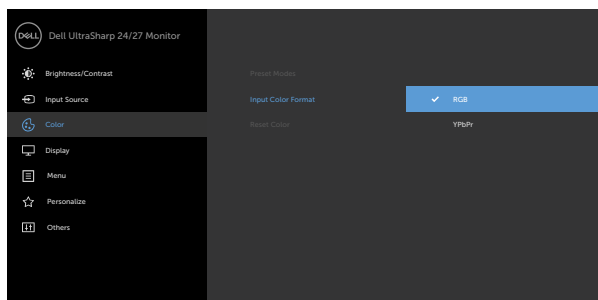 DELL
Dell UltraSharp 24/27 Monitor
Brightness/Contrast
Preset Modes
Input Source
Input Color Format
RGB
Color
Reset Color
YPbPr
Display
Menu
Personalize
Others